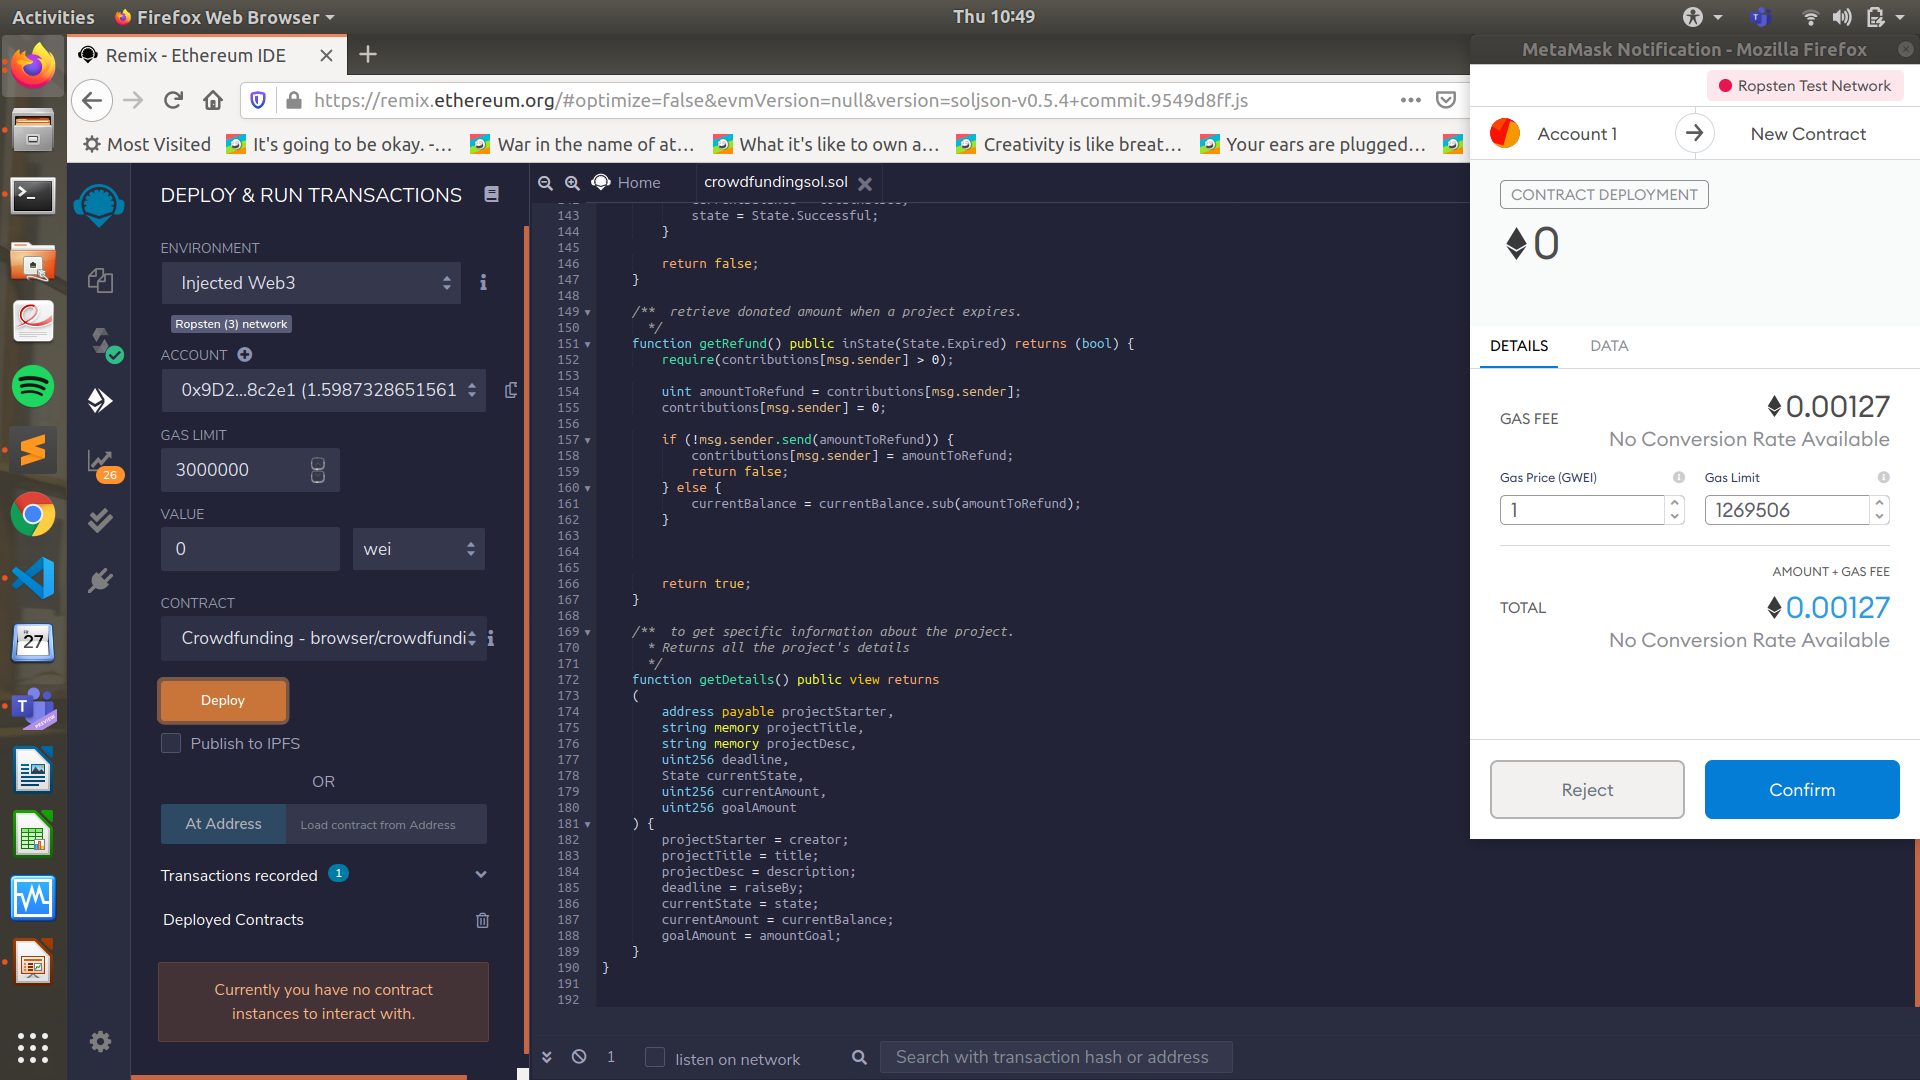 Activities
Firefox Web Browser
Thu 10:49
Remix - Ethereum IDE
MetaMask Notification - Mozilla Firefox
https://remix.ethereum.org/#optimize=false&evmVersion=null&version=soljson-v0.5.4+commit.9549d8ff.js
Most Visited
It's going to be okay. -...
War in the name of at...
What it's like to own a...
Creativity is like breat...
Your ears are plugged...
DEPLOY & RUN TRANSACTIONS
ENVIRONMENT
Injected Web3
Ropsten (3) network
ACCOUNT
0x9D2...8c2e1 (1.5987328651561
GAS LIMIT
3000000
VALUE
0
wei
CONTRACT
Crowdfunding - browser/crowdfundi
Deploy
Publish to IPFS
OR
At Address
Load contract from Address
Transactions recorded 1
Deployed Contracts
Currently you have no contract
instances to interact with.
26
27
Home
crowdfundingsol.sol
143 state = State.Successful;
144 }
145
146 return false;
147 }
148
149 /** retrieve donated amount when a project expires.
150 */
151 function getRefund() public inState(State.Expired) returns (bool) {
152 require(contributions[msg.sender] > 0);
153
154 uint amountToRefund = contributions[msg.sender];
155 contributions[msg.sender] = 0;
156
157 if (!msg.sender.send(amountToRefund)) {
158 contributions[msg.sender] = amountToRefund;
159 return false;
160 } else {
161 currentBalance = currentBalance.sub(amountToRefund);
162 }
163
164
165
166 return true;
167 }
168
169 /** to get specific information about the project.
170 * Returns all the project's details
171 */
172 function getDetails() public view returns
173 (
174 address payable projectStarter,
175 string memory projectTitle,
176 string memory projectDesc,
177 uint256 deadline,
178 State currentState,
179 uint256 currentAmount,
180 uint256 goalAmount
181 ) {
182 projectStarter = creator;
183 projectTitle = title;
184 projectDesc = description;
185 deadline = raiseBy;
186 currentState = state;
187 currentAmount = currentBalance;
188 goalAmount = amountGoal;
189 }
190 }
191
192
1
listen on network
Search with transaction hash or address
Ropsten Test Network
Account 1
New Contract
CONTRACT DEPLOYMENT
0
DETAILS
DATA
GAS FEE
0.00127
No Conversion Rate Available
Gas Price (GWEI)
Gas Limit
1
1269506
AMOUNT + GAS FEE
TOTAL
0.00127
No Conversion Rate Available
Reject
Confirm